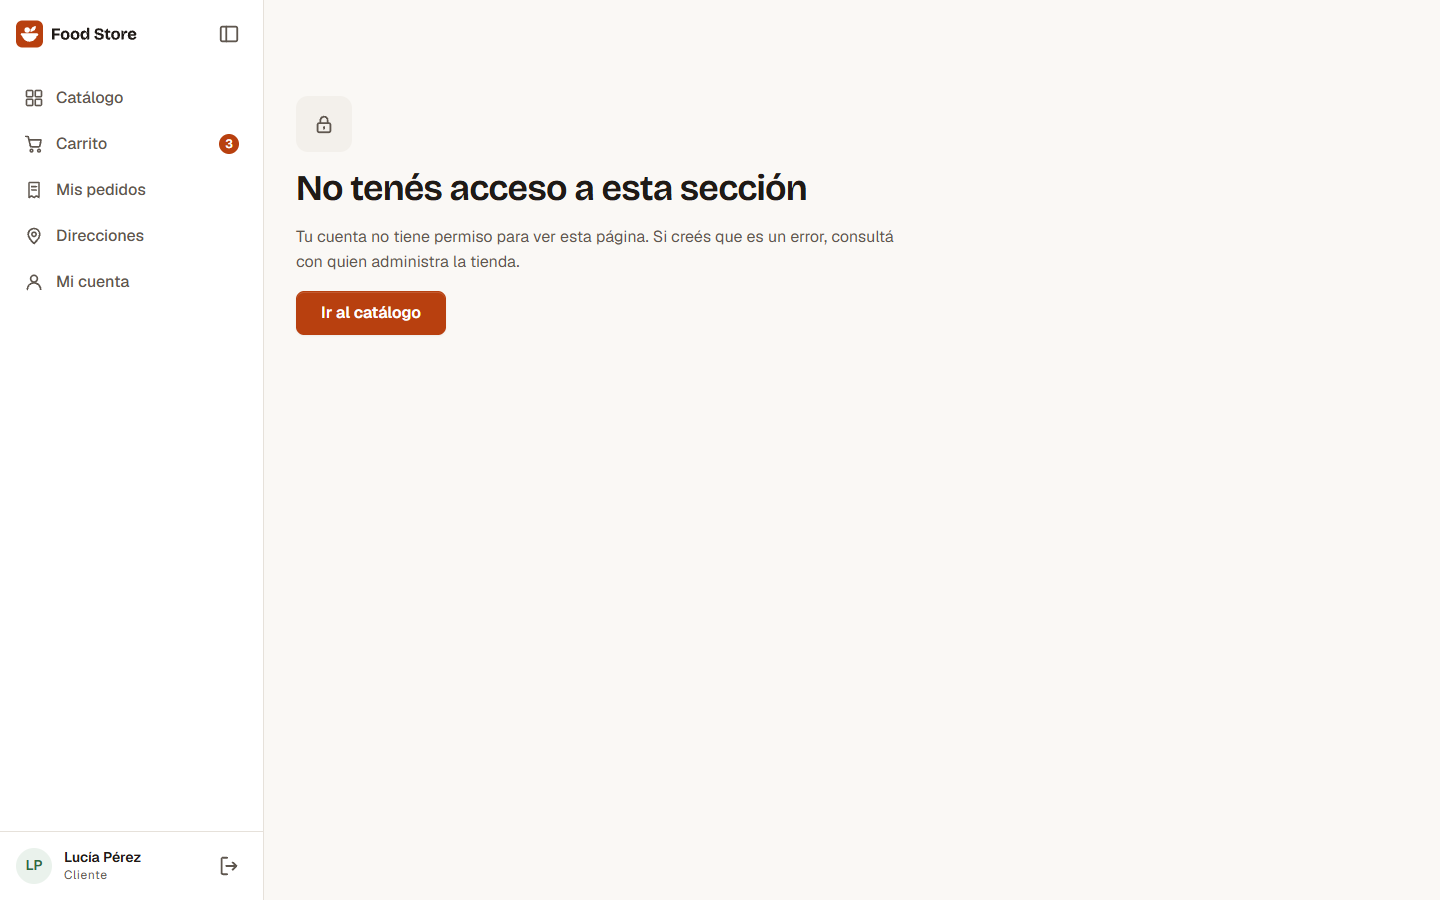 Food Store
Catálogo
Carrito 3
Mis pedidos
Direcciones
Mi cuenta
No tenés acceso a esta sección
Tu cuenta no tiene permiso para ver esta página. Si creés que es un error, consultá
con quien administra la tienda.
Ir al catálogo
LP
Lucía Pérez
Cliente